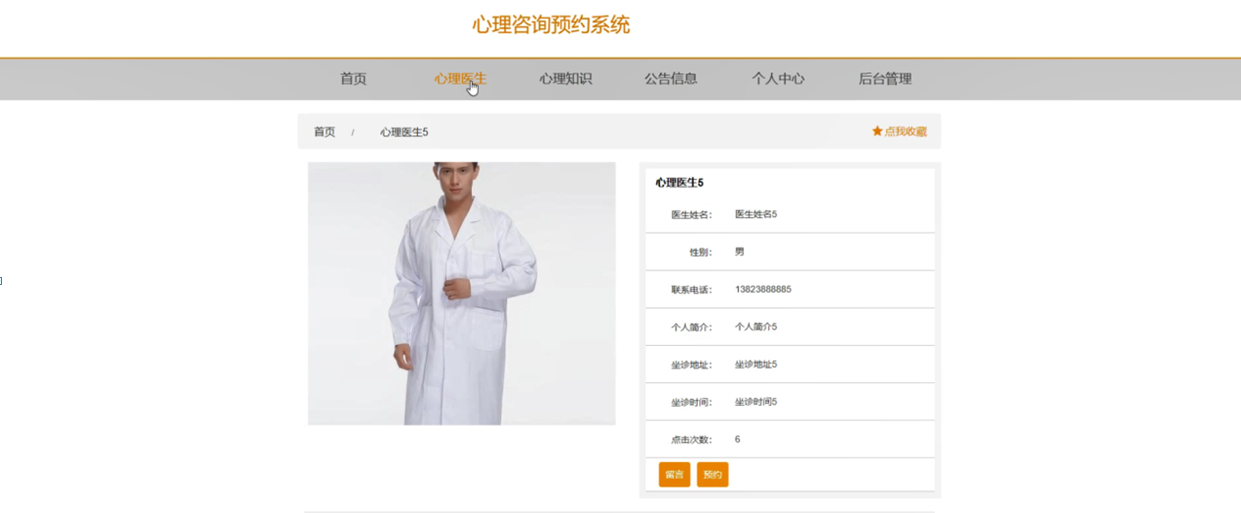 心理咨询预约系统
首页 心理医生 心理知识 公告信息 个人中心 后台管理
首页 / 心理医生5 ★ 点我收藏
心理医生5
医生姓名: 医生姓名5
性别: 男
联系电话: 13823888885
个人简介: 个人简介5
坐诊地址: 坐诊地址5
坐诊时间: 坐诊时间5
点击次数: 6
留言 预约